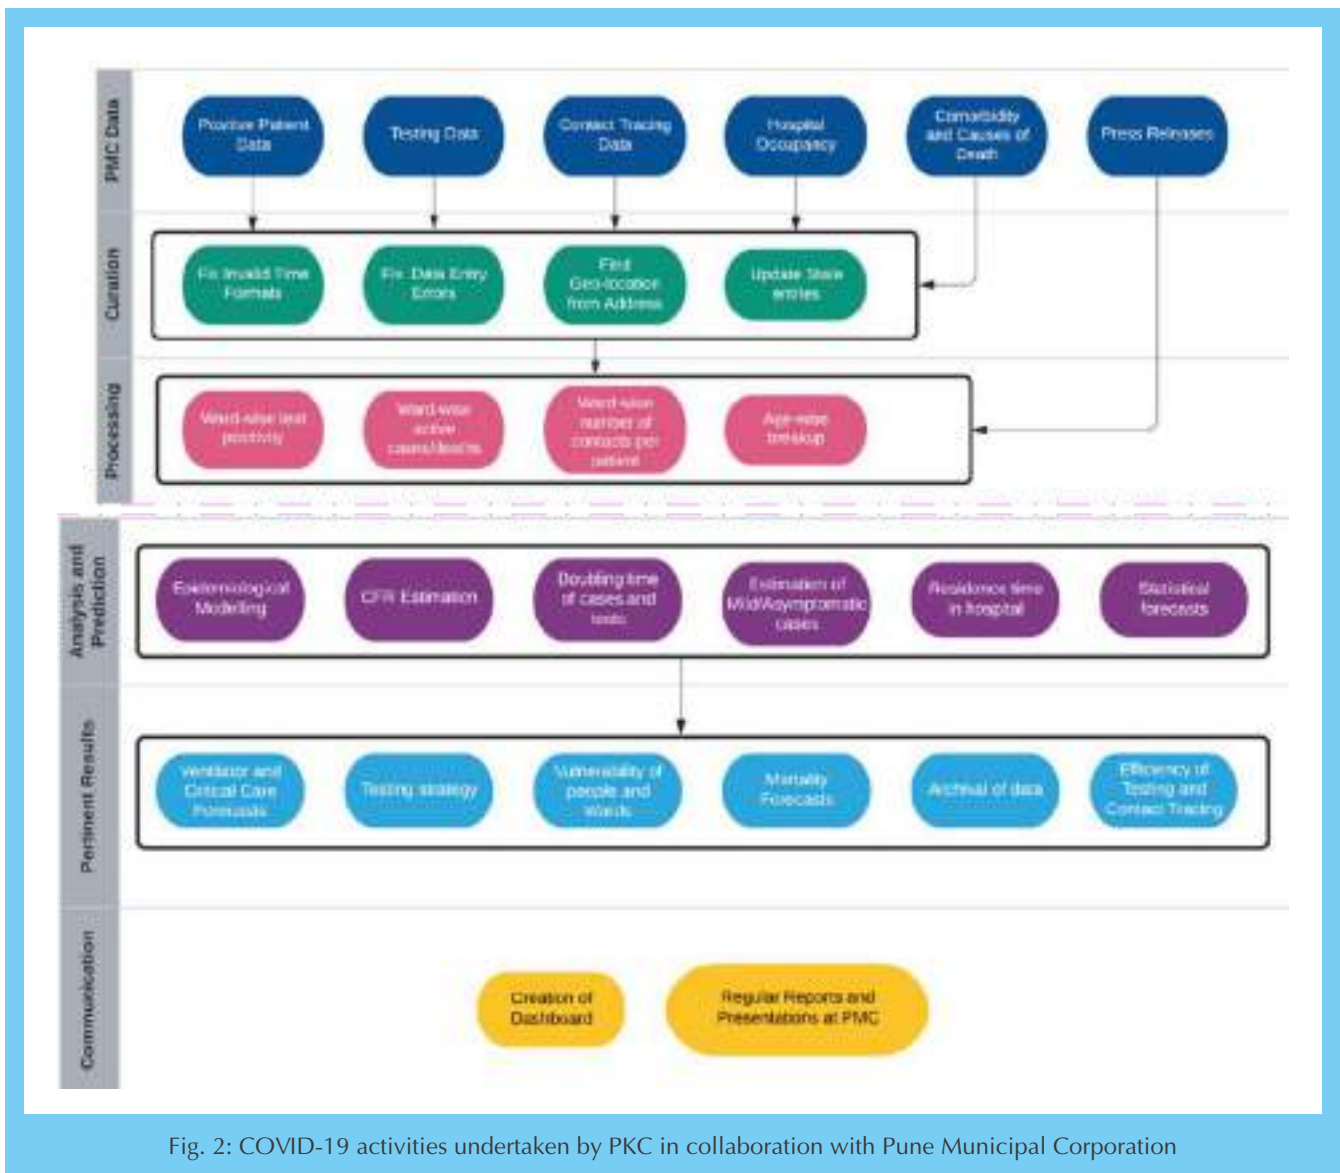 PMC Data
Positive Patient
Data
Testing Data
Contact Tracing
Data
Hospital
Occupancy
Comorbidity
and Causes of
Death
Press Releases
Curation
Fix Invalid Time
Formats
Fix Data Entry
Errors
Find
Geo-location
from Address
Update Stale
entries
Processing
Ward-wise test
positivity
Ward-wise
active
cases/deaths
Ward-wise
number of
contacts per
patient
Age-wise
breakup
Analysis and
Prediction
Epidemiological
Modelling
CFR Estimation
Doubling time
of cases and
tests
Estimation of
Mild/Asymptomatic
cases
Residence time
in hospital
Statistical
forecasts
Pertinent Results
Ventilator and
Critical Care
Forecasts
Testing strategy
Vulnerability of
people and
Wards
Mortality
Forecasts
Archival of data
Efficiency of
Testing and
Contact Tracing
Communication
Creation of
Dashboard
Regular Reports and
Presentations at PMC
Fig. 2: COVID-19 activities undertaken by PKC in collaboration with Pune Municipal Corporation